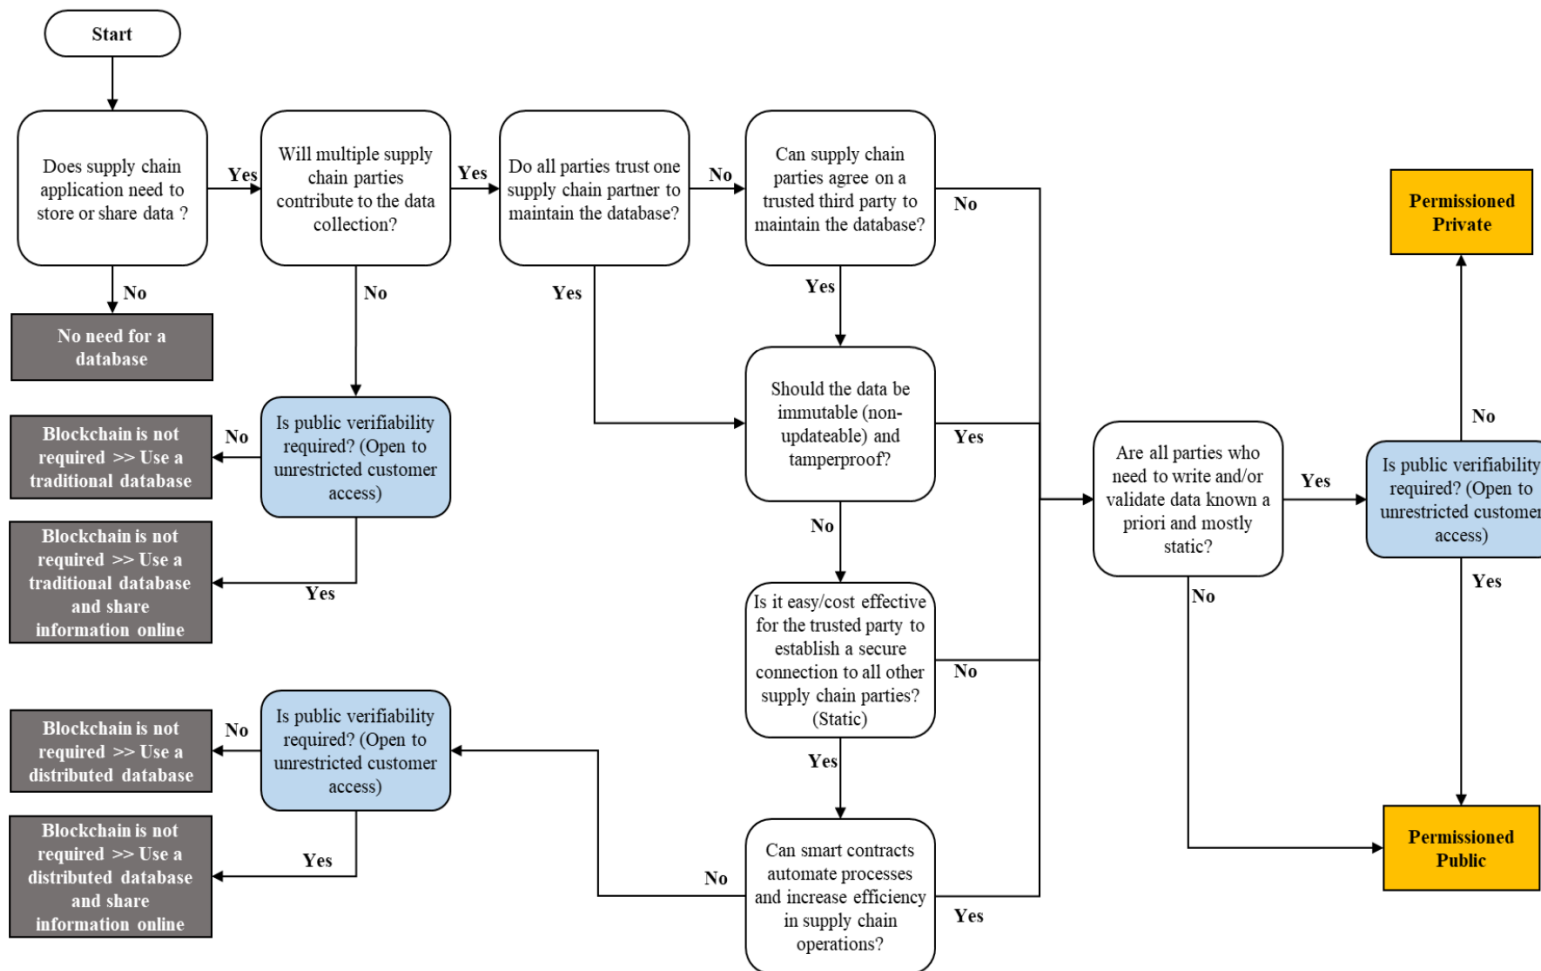 Start
Does supply chain
application need to
store or share data ?
Yes
Will multiple supply
chain parties
contribute to the data
collection?
Yes
Do all parties trust one
supply chain partner to
maintain the database?
No
Can supply chain
parties agree on a
trusted third party to
maintain the database?
No
Permissioned
Private
No
No
Yes
Yes
No need for a
database
Should the data be
immutable (non-
updateable) and
tamperproof?
Yes
Blockchain is not
required >> Use a
traditional database
No
Is public verifiability
required? (Open to
unrestricted customer
access)
No
Are all parties who
need to write and/or
validate data known a
priori and mostly
static?
Yes
Is public verifiability
required? (Open to
unrestricted customer
access)
No
Blockchain is not
required >> Use a
traditional database
and share
information online
Yes
Is it easy/cost effective
for the trusted party to
establish a secure
connection to all other
supply chain parties?
(Static)
No
No
Yes
Blockchain is not
required >> Use a
distributed database
No
Is public verifiability
required? (Open to
unrestricted customer
access)
Yes
Blockchain is not
required >> Use a
distributed database
and share
information online
Yes
No
Can smart contracts
automate processes
and increase efficiency
in supply chain
operations?
Yes
Permissioned
Public